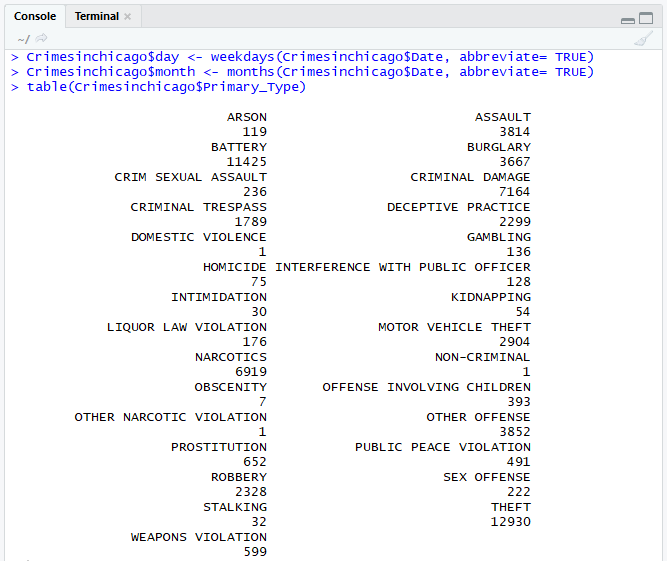 Console Terminal ×
~/
> Crimesinchicago$day <- weekdays(Crimesinchicago$Date, abbreviate= TRUE)
> Crimesinchicago$month <- months(Crimesinchicago$Date, abbreviate= TRUE)
> table(Crimesinchicago$Primary_Type)
ARSON ASSAULT
119 3814
BATTERY BURGLARY
11425 3667
CRIM SEXUAL ASSAULT CRIMINAL DAMAGE
236 7164
CRIMINAL TRESPASS DECEPTIVE PRACTICE
1789 2299
DOMESTIC VIOLENCE GAMBLING
1 136
HOMICIDE INTERFERENCE WITH PUBLIC OFFICER
75 128
INTIMIDATION KIDNAPPING
30 54
LIQUOR LAW VIOLATION MOTOR VEHICLE THEFT
176 2904
NARCOTICS NON-CRIMINAL
6919 1
OBSCENITY OFFENSE INVOLVING CHILDREN
7 393
OTHER NARCOTIC VIOLATION OTHER OFFENSE
1 3852
PROSTITUTION PUBLIC PEACE VIOLATION
652 491
ROBBERY SEX OFFENSE
2328 222
STALKING THEFT
32 12930
WEAPONS VIOLATION
599